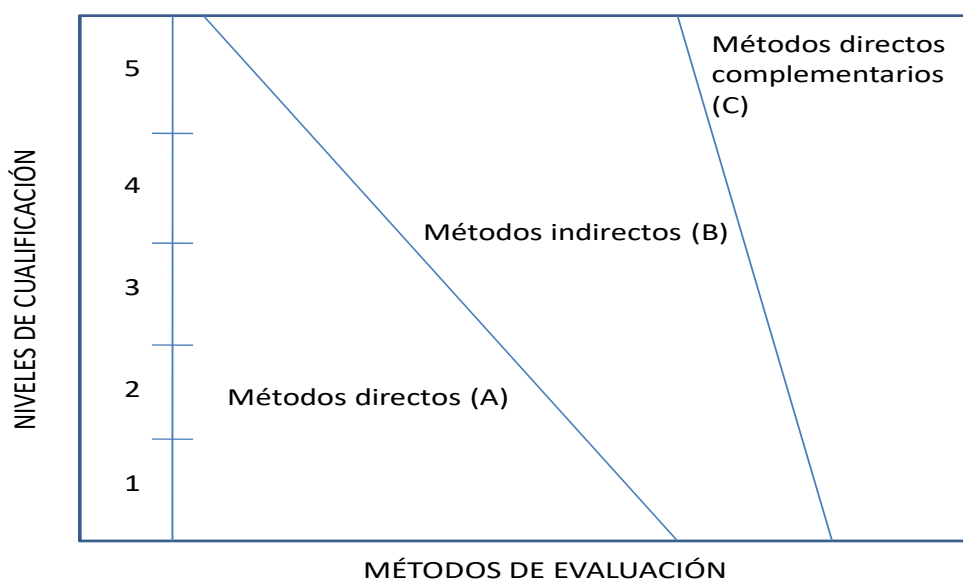 NIVELES DE CUALIFICACIÓN
5
4
3
2
1
Métodos directos
complementarios
(C)
Métodos indirectos (B)
Métodos directos (A)
MÉTODOS DE EVALUACIÓN